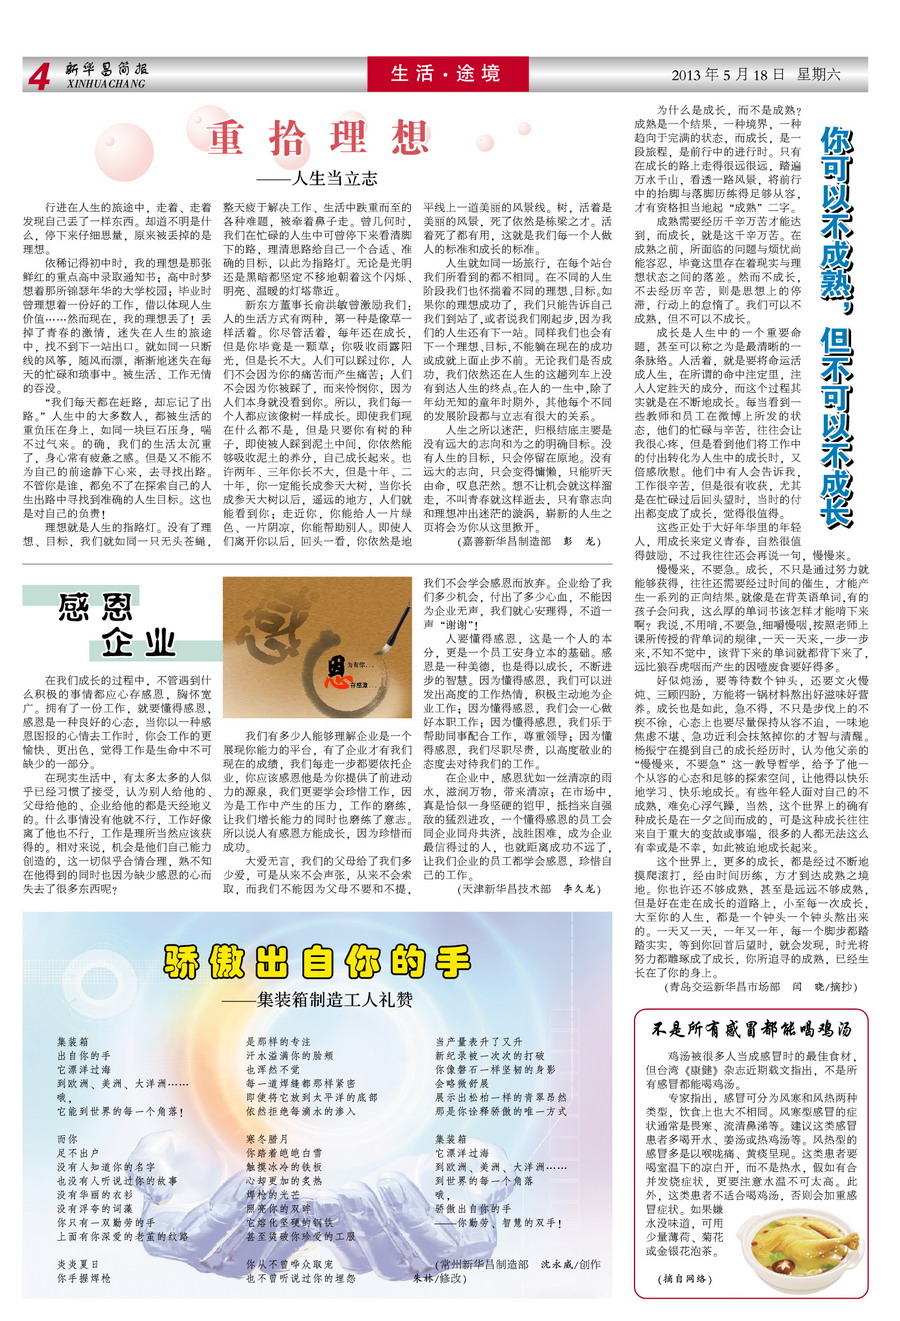 4
新华昌简报
XINHUACHANG
生活·途境
2013年5月18日 星期六
重拾理想
——人生当立志
行进在人生的旅途中，走着、走着
发现自己丢了一样东西。却道不明是什
么，停下来仔细思量，原来被丢掉的是
理想。
依稀记得初中时，我的理想是那张
鲜红的重点高中录取通知书；高中时梦
想着那所锦瑟年华的大学校园；毕业时
曾理想着一份好的工作，借以体现人生
价值……然而现在，我的理想丢了！丢
掉了青春的激情，迷失在人生的旅途
中，找不到下一站出口。就如同一只断
线的风筝，随风而漂，渐渐地迷失在每
天的忙碌和琐事中。被生活、工作无情
的吞没。
“我们每天都在赶路，却忘记了出
路。”人生中的大多数人，都被生活的
重负压在身上，如同一块巨石压身，喘
不过气来。的确，我们的生活太沉重
了，身心常有疲惫之感。但是又不能不
为自己的前途静下心来，去寻找出路。
不管你是谁，都免不了在探索自己的人
生出路中寻找到准确的人生目标。这也
是对自己的负责！
理想就是人生的指路灯。没有了理
想、目标，我们就如同一只无头苍蝇，
整天疲于解决工作、生活中跌重而至的
各种难题，被牵着鼻子走。曾几何时，
我们在忙碌的人生中可曾停下来看清脚
下的路，理清思路给自己一个合适、准
确的目标，以此为指路灯。无论是光明
还是黑暗都坚定不移地朝着这个闪烁、
明亮、温暖的灯塔靠近。
新东方董事长俞洪敏曾激励我们：
人的生活方式有两种，第一种是像草一
样活着。你尽管活着，每年还在成长，
但是你毕竟是一颗草；你吸收雨露阳
光，但是长不大。人们可以踩过你，人
们不会因为你的痛苦而产生痛苦；人们
不会因为你被踩了，而来怜悯你，因为
人们本身就没看到你。所以，我们每一
个人都应该像树一样成长。即使我们现
在什么都不是，但是只要你有树的种
子，即使被人踩到泥土中间，你依然能
够吸收泥土的养分，自己成长起来。也
许两年、三年你长不大，但是十年、二
十年，你一定能长成参天大树，当你长
成参天大树以后，遥远的地方，人们就
能看到你；走近你，你能给人一片绿
色、一片阴凉，你能帮助别人。即使人
们离开你以后，回头一看，你依然是地
平线上一道美丽的风景线。树，活着是
美丽的风景，死了依然是栋梁之才。活
着死了都有用，这就是我们每一个人做
人的标准和成长的标准。
人生就如同一场旅行，在每个站台
我们所看到的都不相同。在不同的人生
阶段我们也怀揣着不同的理想、目标。如
果你的理想成功了，我们只能告诉自己
我们到站了，或者说我们刚起步，因为我
们的人生还有下一站。同样我们也会有
下一个理想、目标，不能躺在现在的成功
或成就上面止步不前。无论我们是否成
功，我们依然还在人生的这趟列车上没
有到达人生的终点。在人的一生中，除了
年幼无知的童年时期外，其他每个不同
的发展阶段都与立志有很大的关系。
人生之所以迷茫，归根结底主要是
没有远大的志向和为之的明确目标。没
有人生的目标，只会停留在原地。没有
远大的志向，只会变得慵懒，只能听天
由命，叹息茫然。想不让机会就这样溜
走，不叫青春就这样逝去，只有靠志向
和理想冲出迷茫的漩涡，崭新的人生之
页将会为你从这里掀开。
（嘉善新华昌制造部 彭 龙）
感恩
企业
在我们成长的过程中，不管遇到什
么积极的事情都应心存感恩，胸怀宽
广。拥有了一份工作，就要懂得感恩，
感恩是一种良好的心态，当你以一种感
恩图报的心情去工作时，你会工作的更
愉快、更出色，觉得工作是生命中不可
缺少的一部分。
在现实生活中，有太多太多的人似
乎已经习惯了接受，认为别人给他的、
父母给他的、企业给他的都是天经地义
的。什么事情没有他就不行，工作好像
离了他也不行，工作是理所当然应该获
得的。相对来说，机会是他们自己能力
创造的，这一切似乎合情合理，熟不知
在他得到的同时也因为缺少感恩的心而
失去了很多东西呢？
感
恩
为有你…
存感激…
我们有多少人能够理解企业是一个
展现你能力的平台，有了企业才有我们
现在的成绩，我们每走一步都要依托企
业，你应该感恩他是为你提供了前进动
力的源泉，我们更要学会珍惜工作，因
为是工作中产生的压力，工作的磨练，
让我们增长能力的同时也磨练了意志。
所以说人有感恩方能成长，因为珍惜而
成功。
大爱无言，我们的父母给了我们多
少爱，可是从来不会声张，从来不会索
取，而我们不能因为父母不要和不提，
我们不会学会感恩而放弃。企业给了我
们多少机会，付出了多少心血，不能因
为企业无声，我们就心安理得，不道一
声“谢谢”！
人要懂得感恩，这是一个人的本
分，更是一个员工安身立本的基础。感
恩是一种美德，也是得以成长，不断进
步的智慧。因为懂得感恩，我们可以迸
发出高度的工作热情，积极主动地为企
业工作；因为懂得感恩，我们会一心做
好本职工作；因为懂得感恩，我们乐于
帮助同事配合工作，尊重领导；因为懂
得感恩，我们尽职尽责，以高度敬业的
态度去对待我们的工作。
在企业中，感恩犹如一丝清凉的雨
水，滋润万物，带来清凉；在市场中，
真是恰似一身坚硬的铠甲，抵挡来自强
敌的猛烈进攻，一个懂得感恩的员工会
同企业同舟共济，战胜困难，成为企业
最信得过的人，也就距离成功不远了，
让我们企业的员工都学会感恩，珍惜自
己的工作。
（天津新华昌技术部 李久龙）
骄傲出自你的手
——集装箱制造工人礼赞
集装箱
出自你的手
它漂洋过海
到欧洲、美洲、大洋洲……
哦，
它能到世界的每一个角落！
而你
足不出户
没有人知道你的名字
也没有人听说过你的故事
没有华丽的衣衫
没有浮夸的词藻
你只有一双勤劳的手
上面有你深爱的老茧的纹路
炎炎夏日
你手握焊枪
是那样的专注
汗水溢满你的脸颊
也浑然不觉
每一道焊缝都那样紧密
即使将它放到太平洋的底部
依然拒绝每滴水的渗入
寒冬腊月
你踏着皑皑白雪
触摸冰冷的铁板
心却更加的炙热
焊枪的光芒
照亮你的双眸
它熔化坚硬的钢铁
甚至烫破你珍爱的工服
你从不曾哗众取宠
也不曾听说过你的埋怨
当产量表升了又升
新纪录被一次次的打破
你像磐石一样坚韧的身影
会略微舒展
展示出松柏一样的青翠昂然
那是你诠释骄傲的唯一方式
集装箱
它漂洋过海
到欧洲、美洲、大洋洲……
到世界的每一个角落
哦，
骄傲出自你的手
——你勤劳、智慧的双手！
（常州新华昌制造部 沈永威/创作
朱林/修改）
你可以不成熟，但不可以不成长
为什么是成长，而不是成熟？
成熟是一个结果，一种境界，一种
趋向于完满的状态，而成长，是一
段旅程，是前行中的进行时。只有
在成长的路上走得很远很远，踏遍
万水千山，看透一路风景，将前行
中的抬脚与落脚历练得足够从容，
才有资格担当地起“成熟”二字。
成熟需要经历千辛万苦才能达
到，而成长，就是这千辛万苦。在
成熟之前，所面临的问题与烦忧尚
能容忍，毕竟这里存在着现实与理
想状态之间的落差。然而不成长，
不去经历辛苦，则是思想上的停
滞，行动上的怠惰了。我们可以不
成熟，但不可以不成长。
成长是人生中的一个重要命
题，甚至可以称之为是最清晰的一
条脉络。人活着，就是要将命运活
成人生，在所谓的命中注定里，注
入人定胜天的成分，而这个过程其
实就是在不断地成长。每当看到一
些教师和员工在微博上所发的状
态，他们的忙碌与辛苦，往往会让
我很心疼，但是看到他们将工作中
的付出转化为人生中的成长时，又
倍感欣慰。他们中有人会告诉我，
工作很辛苦，但是很有收获，尤其
是在忙碌过后回头望时，当时的付
出都变成了成长，觉得很值得。
这些正处于大好年华里的年轻
人，用成长来定义青春，自然很值
得鼓励，不过我往往还会再说一句，慢慢来。
慢慢来，不要急。成长，不只是通过努力就
能够获得，往往还需要经过时间的催生，才能产
生一系列的正向结果。就像是在背英语单词，有的
孩子会问我，这么厚的单词书该怎样才能啃下来
啊？我说，不用啃，不要急，细嚼慢咽，按照老师上
课所传授的背单词的规律，一天一天来，一步一步
来，不知不觉中，该背下来的单词就都背下来了，
远比狼吞虎咽而产生的因噎废食要好得多。
好似炖汤，要等待数个钟头，还要文火慢
炖、三顾四盼，方能将一锅材料熬出好滋味好营
养。成长也是如此，急不得，不只是步伐上的不
疾不徐，心态上也要尽量保持从容不迫，一味地
焦虑不堪、急功近利会抹煞掉你的才智与清醒。
杨振宁在提到自己的成长经历时，认为他父亲的
“慢慢来，不要急”这一教导哲学，给予了他一
个从容的心态和足够的探索空间，让他得以快乐
地学习、快乐地成长。有些年轻人面对自己的不
成熟，难免心浮气躁，当然，这个世界上的确有
种成长是在一夕之间而成的，可是这种成长往往
来自于重大的变故或事端，很多的人都无法这么
有幸或是不幸，如此被迫地成长起来。
这个世界上，更多的成长，都是经过不断地
摸爬滚打，经由时间历练，方才到达成熟之境
地。你也许还不够成熟，甚至是远远不够成熟，
但是好在走在成长的道路上，小至每一次成长，
大至你的人生，都是一个钟头一个钟头熬出来
的。一天又一天，一年又一年，每一个脚步都踏
踏实实，等到你回首后望时，就会发现，时光将
努力都雕琢成了成长，你所追寻的成熟，已经生
长在了你的身上。
（青岛交运新华昌市场部 闫 晓/摘抄）
不是所有感冒都能喝鸡汤
鸡汤被很多人当成感冒时的最佳食材，
但台湾《康健》杂志近期载文指出，不是所
有感冒都能喝鸡汤。
专家指出，感冒可分为风寒和风热两种
类型，饮食上也大不相同。风寒型感冒的症
状通常是畏寒、流清鼻涕等。建议这类感冒
患者多喝开水、姜汤或热鸡汤等。风热型的
感冒多是以喉咙痛、黄痰呈现。这类患者要
喝室温下的凉白开，而不是热水，假如有合
并发烧症状，更要注意水温不可太高。此
外，这类患者不适合喝鸡汤，否则会加重感
冒症状。如果嫌
水没味道，可用
少量薄荷、菊花
或金银花泡茶。
（摘自网络）